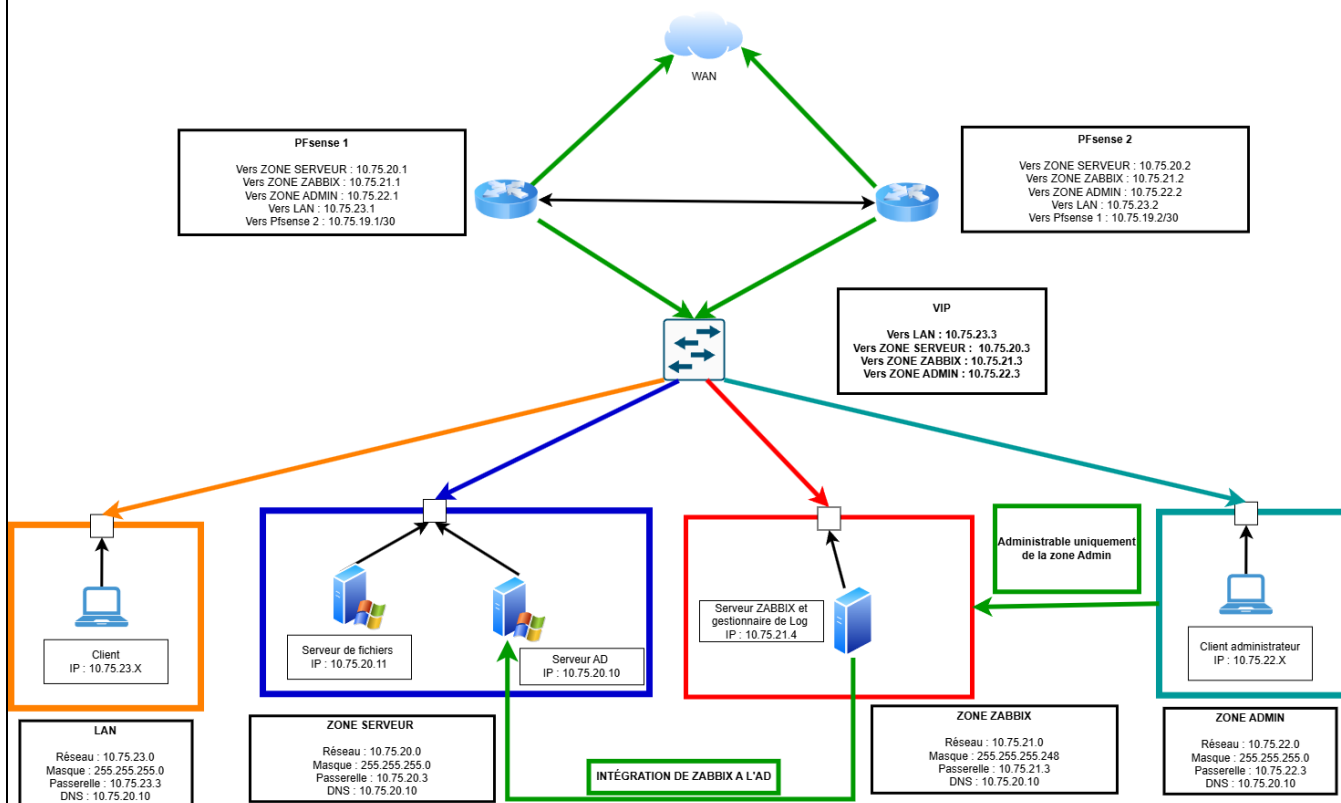 WAN
PFsense 1
Vers ZONE SERVEUR : 10.75.20.1
Vers ZONE ZABBIX : 10.75.21.1
Vers ZONE ADMIN : 10.75.22.1
Vers LAN : 10.75.23.1
Vers Pfsense 2 : 10.75.19.1/30
PFsense 2
Vers ZONE SERVEUR : 10.75.20.2
Vers ZONE ZABBIX : 10.75.21.2
Vers ZONE ADMIN : 10.75.22.2
Vers LAN : 10.75.23.2
Vers Pfsense 1 : 10.75.19.2/30
VIP
Vers LAN : 10.75.23.3
Vers ZONE SERVEUR : 10.75.20.3
Vers ZONE ZABBIX : 10.75.21.3
Vers ZONE ADMIN : 10.75.22.3
Client
IP : 10.75.23.X
Serveur de fichiers
IP : 10.75.20.11
Serveur AD
IP : 10.75.20.10
Serveur ZABBIX et
gestionnaire de Log
IP : 10.75.21.4
Administrable uniquement
de la zone Admin
Client administrateur
IP : 10.75.22.X
LAN
Réseau : 10.75.23.0
Masque : 255.255.255.0
Passerelle : 10.75.23.3
DNS : 10.75.20.10
ZONE SERVEUR
Réseau : 10.75.20.0
Masque : 255.255.255.0
Passerelle : 10.75.20.3
DNS : 10.75.20.10
INTÉGRATION DE ZABBIX A L'AD
ZONE ZABBIX
Réseau : 10.75.21.0
Masque : 255.255.255.248
Passerelle : 10.75.21.3
DNS : 10.75.20.10
ZONE ADMIN
Réseau : 10.75.22.0
Masque : 255.255.255.0
Passerelle : 10.75.22.3
DNS : 10.75.20.10